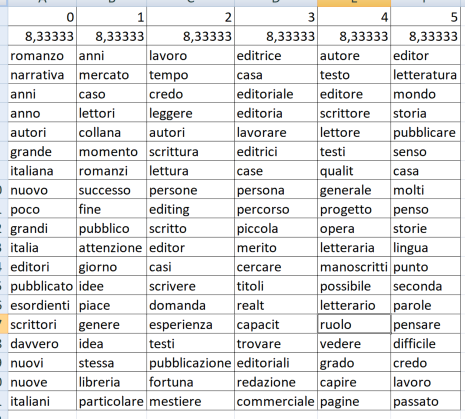 0 1 2 3 4 5
8,33333 8,33333 8,33333 8,33333 8,33333 8,33333
romanzo anni lavoro editrice autore editor
narrativa mercato tempo casa testo letteratura
anni caso credo editoriale editore mondo
anno lettori leggere editoria scrittore storia
autori collana autori lavorare lettore pubblicare
grande momento scrittura editrici testi senso
italiana romanzi lettura case qualit casa
nuovo successo persone persona generale molti
poco fine editing percorso progetto penso
grandi pubblico scritto piccola opera storie
italia attenzione editor merito letteraria lingua
editori giorno casi cercare manoscritti punto
pubblicato idee scrivere titoli possibile seconda
esordienti piace domanda realt letterario parole
scrittori genere esperienza capacit ruolo pensare
davvero idea testi trovare vedere difficile
nuovi stessa pubblicazione editoriali grado credo
nuove libreria fortuna redazione capire lavoro
italiani particolare mestiere commerciale pagine passato